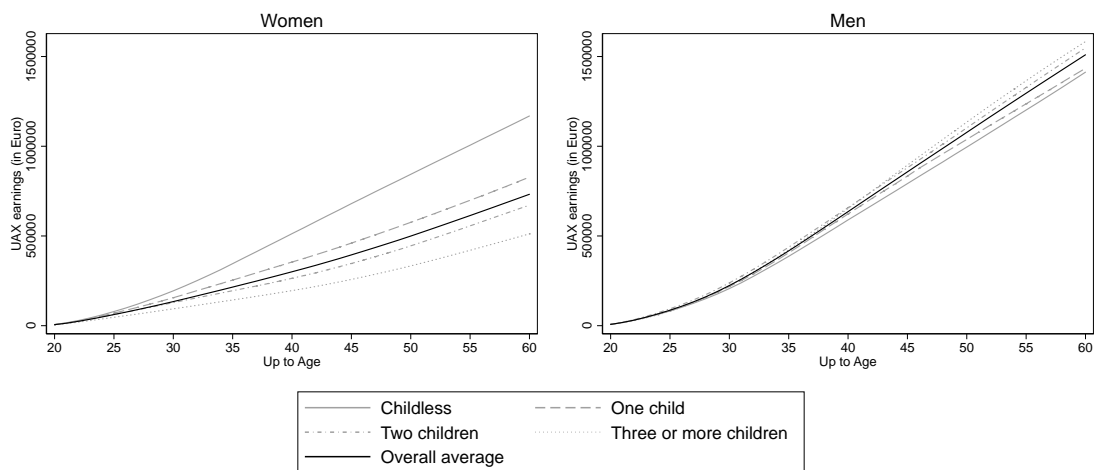 Women
UAX earnings (in Euro)
1500000
1000000
500000
0
20 25 30 35 40 45 50 55 60
Up to Age
Men
UAX earnings (in Euro)
1500000
1000000
500000
0
20 25 30 35 40 45 50 55 60
Up to Age
Childless One child
Two children Three or more children
Overall average